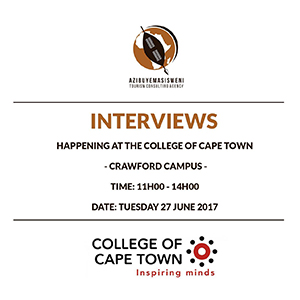 AZIBUYEMASISWENI
TOURISM CONSULTING AGENCY
INTERVIEWS
HAPPENING AT THE COLLEGE OF CAPE TOWN
- CRAWFORD CAMPUS -
TIME: 11H00 - 14H00
DATE: TUESDAY 27 JUNE 2017
COLLEGE OF
CAPE TOWN
Inspiring minds